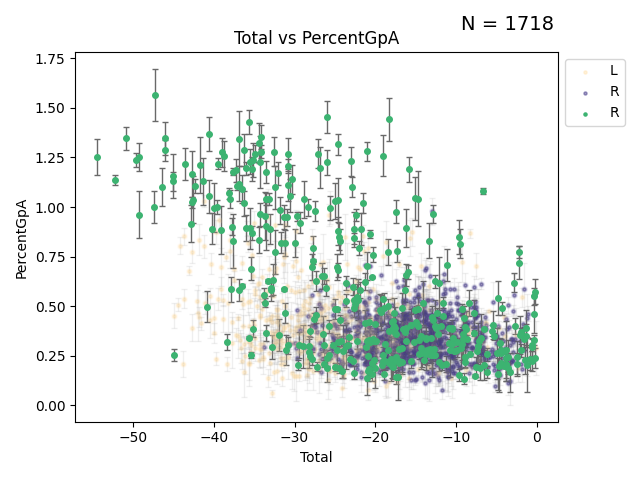 N = 1718
Total vs PercentGpA
L
R
R
PercentGpA
1.75
1.50
1.25
1.00
0.75
0.50
0.25
0.00
−50 −40 −30 −20 −10 0
Total